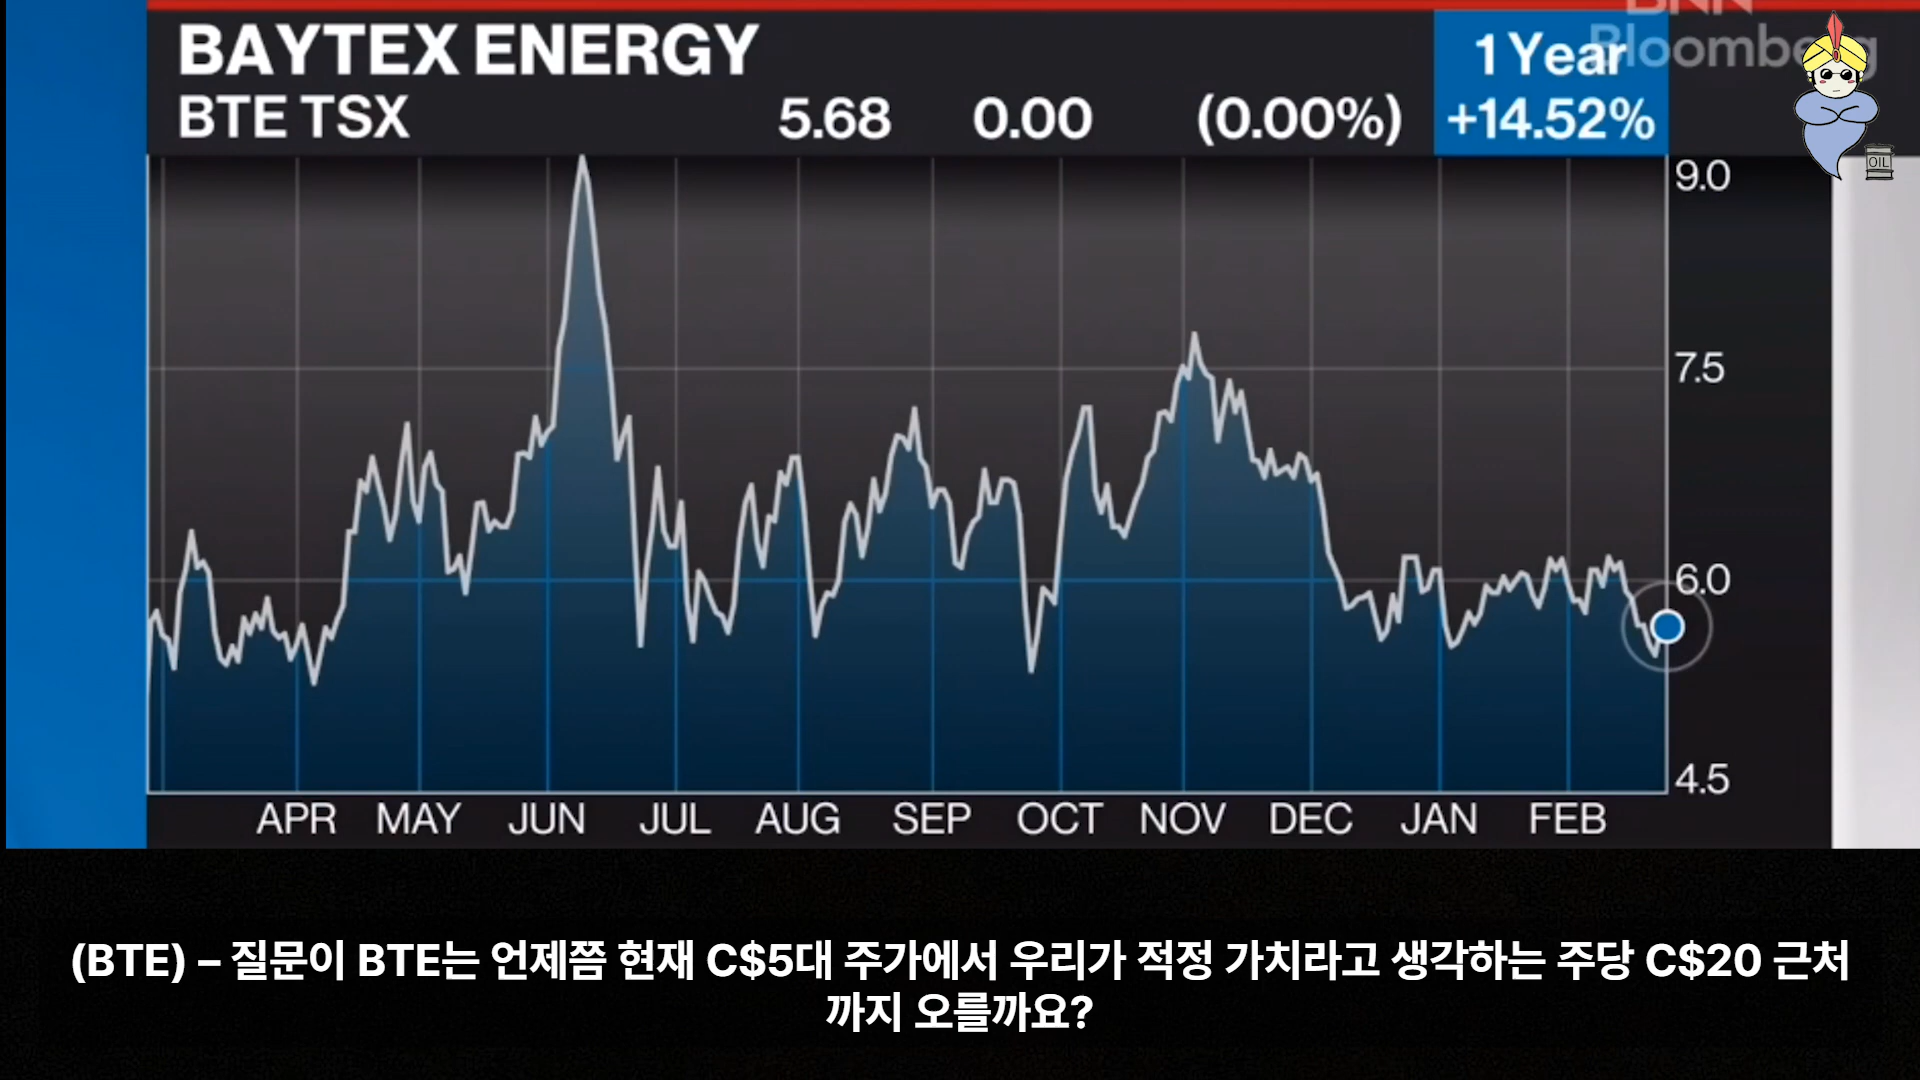 BNN
Bloomberg
BAYTEX ENERGY
1 Year
BTE TSX 5.68 0.00 (0.00%) +14.52%
OIL
9.0
7.5
6.0
4.5
APR MAY JUN JUL AUG SEP OCT NOV DEC JAN FEB
(BTE) – 질문이 BTE는 언제쯤 현재 C$5대 주가에서 우리가 적정 가치라고 생각하는 주당 C$20 근처
까지 오를까요?